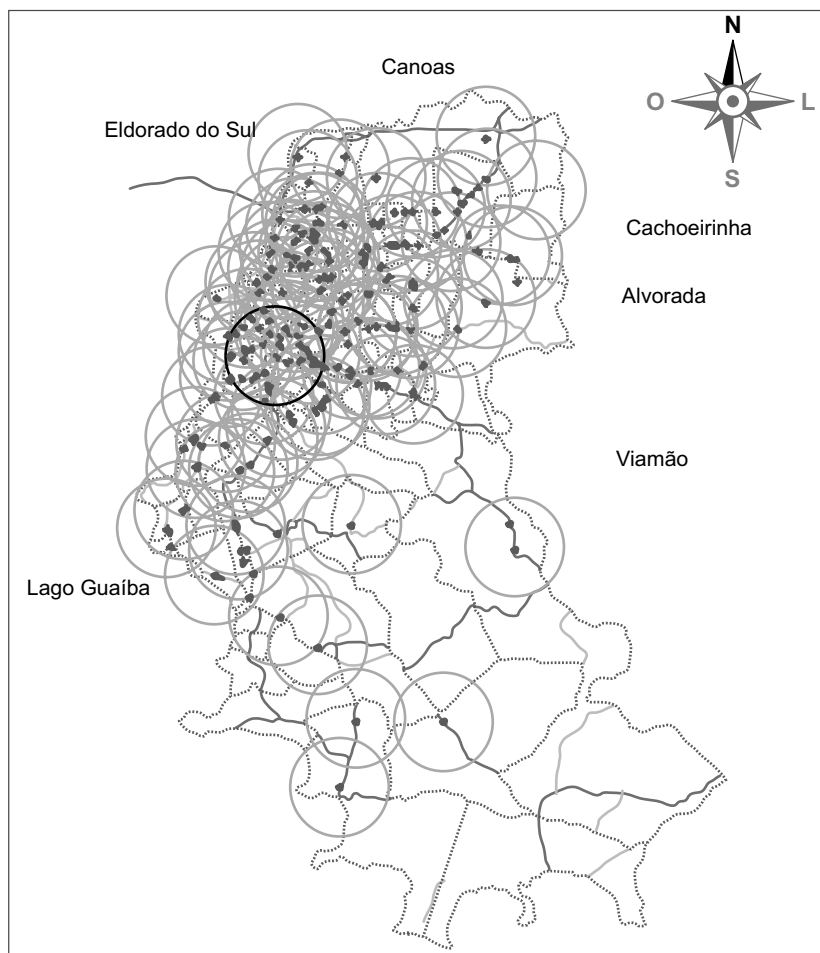 N
Canoas
O
L
Eldorado do Sul
S
Cachoeirinha
Alvorada
Viamão
Lago Guaíba